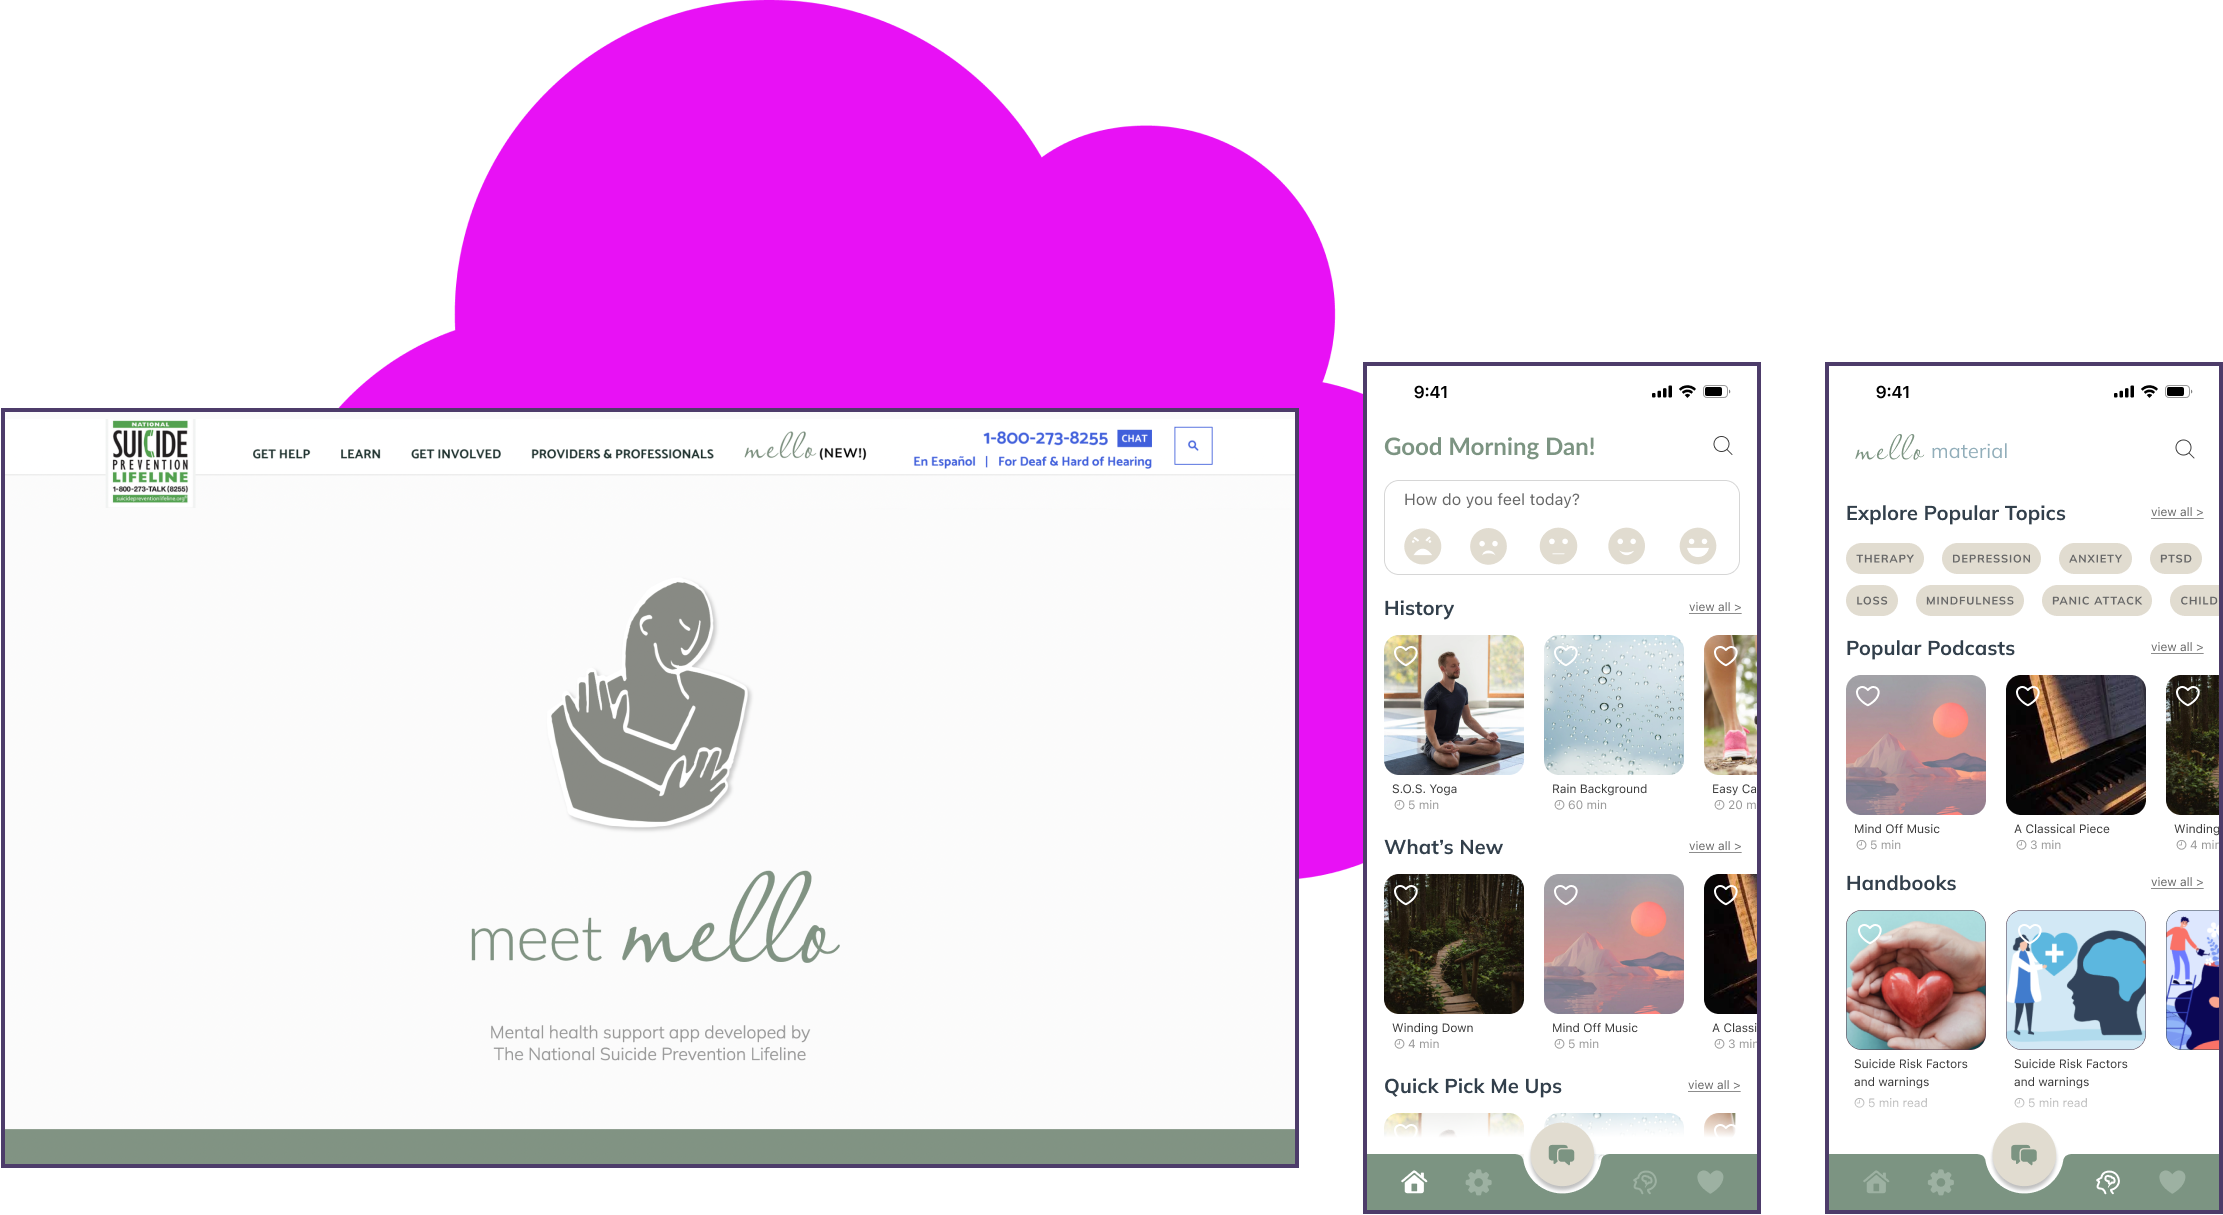 NATIONAL
SUICIDE
PREVENTION
LIFELINE
1-800-273-TALK (8255)
suicidepreventionlifeline.org
GET HELP
LEARN
GET INVOLVED
PROVIDERS & PROFESSIONALS
mello (NEW!)
1-800-273-8255 CHAT
En Español | For Deaf & Hard of Hearing
meet mello
Mental health support app developed by
The National Suicide Prevention Lifeline
9:41
Good Morning Dan!
How do you feel today?
History view all >
S.O.S. Yoga
5 min
Rain Background
60 min
Easy Ca
20 m
What's New view all >
Winding Down
4 min
Mind Off Music
5 min
A Classi
3 min
Quick Pick Me Ups view all >
9:41
mello material
Explore Popular Topics view all >
THERAPY DEPRESSION ANXIETY PTSD
LOSS MINDFULNESS PANIC ATTACK CHILD
Popular Podcasts view all >
Mind Off Music
5 min
A Classical Piece
3 min
Winding
4 min
Handbooks view all >
Suicide Risk Factors
and warnings
5 min read
Suicide Risk Factors
and warnings
5 min read